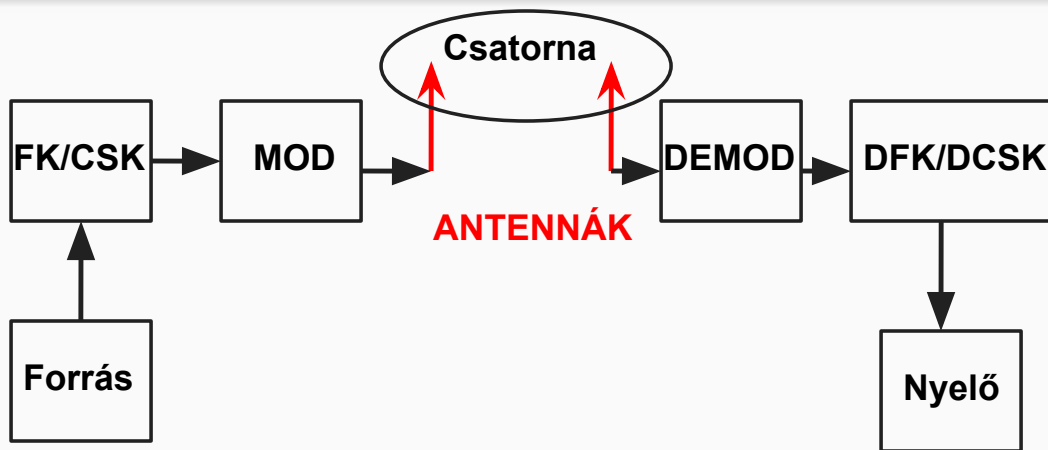 Csatorna
FK/CSK
MOD
DEMOD
DFK/DCSK
ANTENNÁK
Forrás
Nyelő